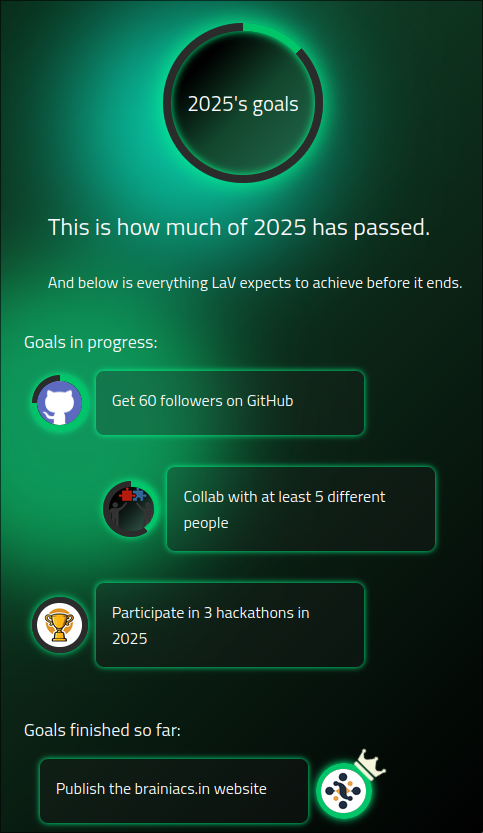 2025's goals
This is how much of 2025 has passed.
And below is everything LaV expects to achieve before it ends.
Goals in progress:
Get 60 followers on GitHub
Collab with at least 5 different
people
Participate in 3 hackathons in
2025
Goals finished so far:
Publish the brainiacs.in website